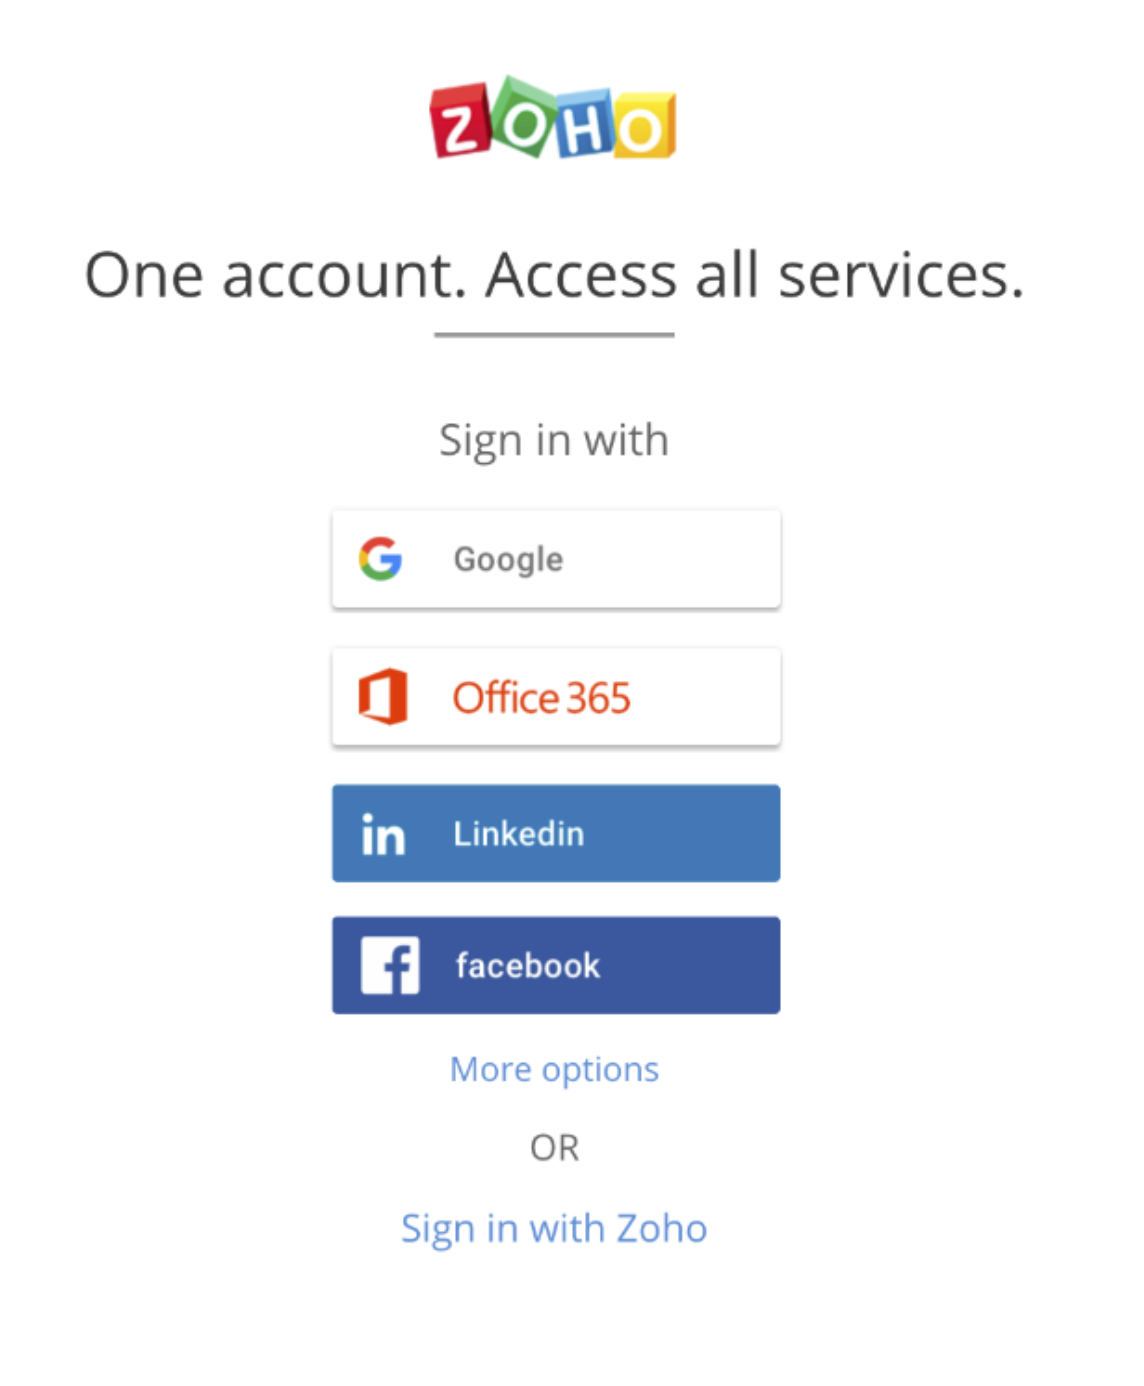 ZOHO
One account. Access all services.
Sign in with
Google
Office 365
in Linkedin
f facebook
More options
OR
Sign in with Zoho